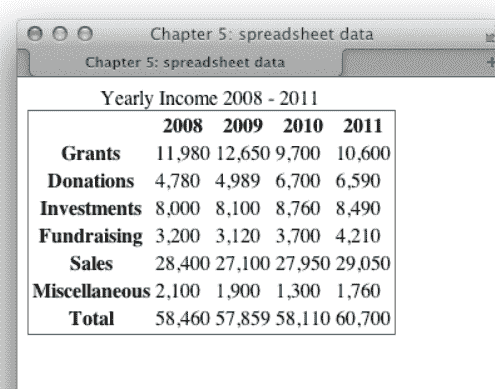 Chapter 5: spreadsheet data
Chapter 5: spreadsheet data
Yearly Income 2008 - 2011
2008 2009 2010 2011
Grants 11,980 12,650 9,700 10,600
Donations 4,780 4,989 6,700 6,590
Investments 8,000 8,100 8,760 8,490
Fundraising 3,200 3,120 3,700 4,210
Sales 28,400 27,100 27,950 29,050
Miscellaneous 2,100 1,900 1,300 1,760
Total 58,460 57,859 58,110 60,700